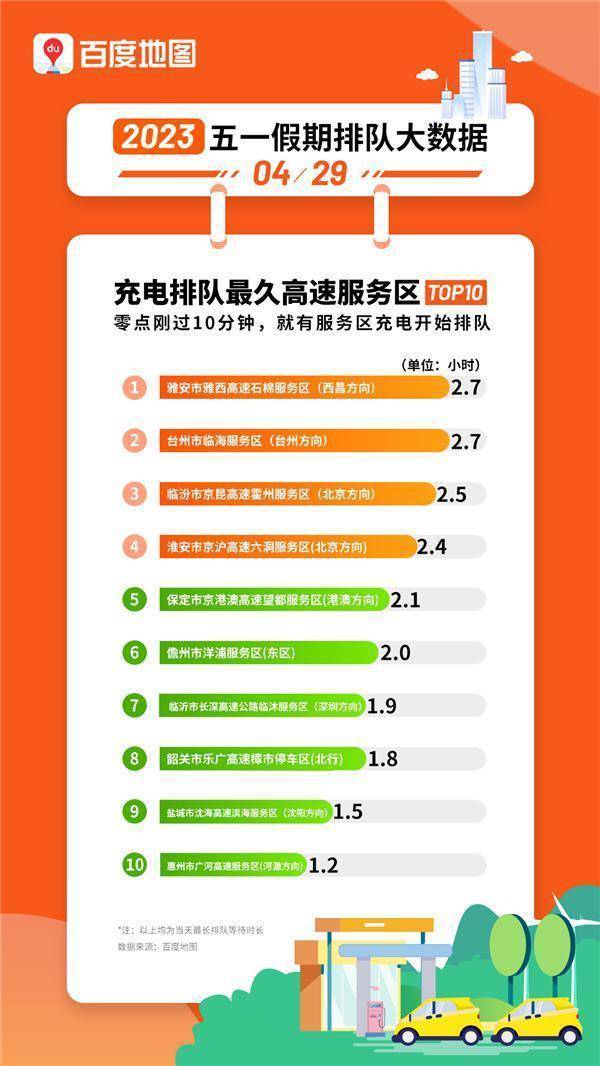 du 百度地图
2023 五一假期排队大数据
04/29
充电排队最久高速服务区 TOP10
零点刚过10分钟，就有服务区充电开始排队
（单位：小时）
1 雅安市雅西高速石棉服务区（西昌方向） 2.7
2 台州市临海服务区（台州方向） 2.7
3 临汾市京昆高速霍州服务区（北京方向） 2.5
4 淮安市京沪高速六洞服务区(北京方向) 2.4
5 保定市京港澳高速望都服务区(港澳方向) 2.1
6 儋州市洋浦服务区(东区) 2.0
7 临沂市长深高速公路临沭服务区（深圳方向） 1.9
8 韶关市乐广高速樟市停车区(北行) 1.8
9 盐城市沈海高速滨海服务区（沈阳方向） 1.5
10 惠州市广河高速服务区(河源方向) 1.2
*注：以上均为当天最长排队等待时长
数据来源：百度地图